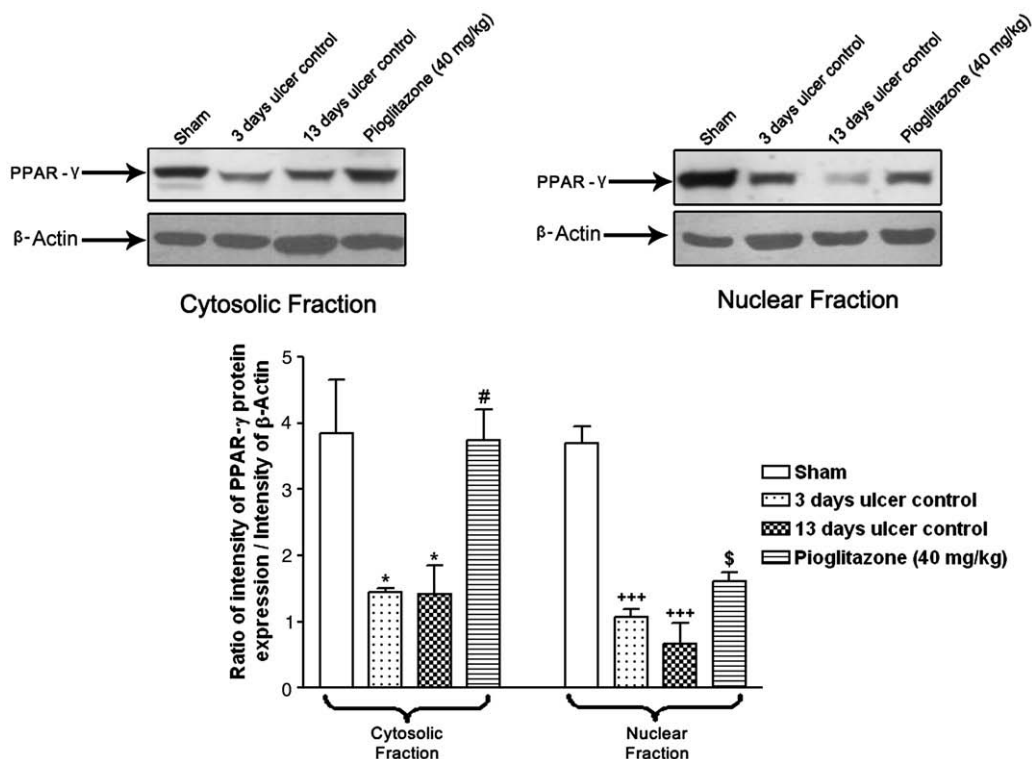 Sham
3 days ulcer control
13 days ulcer control
Pioglitazone (40 mg/kg)
PPAR - γ
β-Actin
Cytosolic Fraction
Sham
3 days ulcer control
13 days ulcer control
Pioglitazone (40 mg/kg)
PPAR - γ
β-Actin
Nuclear Fraction
Ratio of intensity of PPAR-γ protein
expression / Intensity of β-Actin
5
4
3
2
1
0
*
*
#
+++
+++
$
Sham
3 days ulcer control
13 days ulcer control
Pioglitazone (40 mg/kg)
Cytosolic
Fraction
Nuclear
Fraction